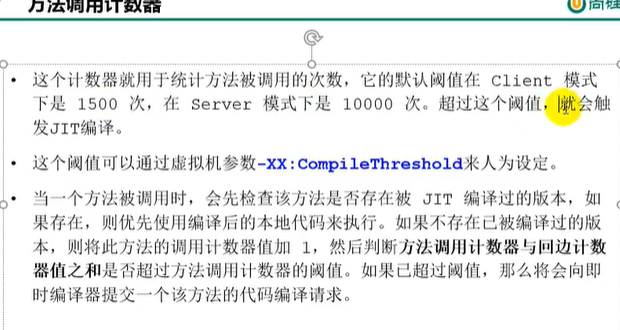 方法调用计数器
• 这个计数器就用于统计方法被调用的次数，它的默认阈值在 Client 模式
下是 1500 次，在 Server 模式下是 10000 次。超过这个阈值，就会触
发JIT编译。
• 这个阈值可以通过虚拟机参数-XX:CompileThreshold来人为设定。
• 当一个方法被调用时，会先检查该方法是否存在被 JIT 编译过的版本，如
果存在，则优先使用编译后的本地代码来执行。如果不存在已被编译过的版
本，则将此方法的调用计数器值加 1，然后判断方法调用计数器与回边计数
器值之和是否超过方法调用计数器的阈值。如果已超过阈值，那么将会向即
时编译器提交一个该方法的代码编译请求。